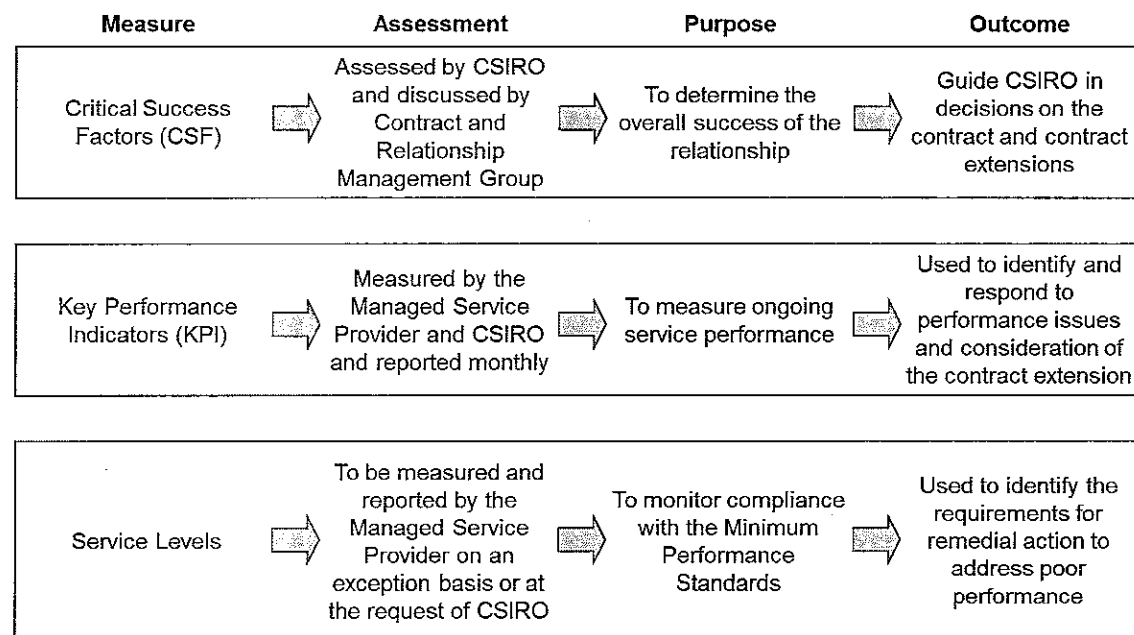 Measure Assessment Purpose Outcome
Critical Success
Factors (CSF)
Assessed by CSIRO
and discussed by
Contract and
Relationship
Management Group
To determine the
overall success of the
relationship
Guide CSIRO in
decisions on the
contract and contract
extensions
Key Performance
Indicators (KPI)
Measured by the
Managed Service
Provider and CSIRO
and reported monthly
To measure ongoing
service performance
Used to identify and
respond to
performance issues
and consideration of
the contract extension
Service Levels
To be measured and
reported by the
Managed Service
Provider on an
exception basis or at
the request of CSIRO
To monitor compliance
with the Minimum
Performance
Standards
Used to identify the
requirements for
remedial action to
address poor
performance